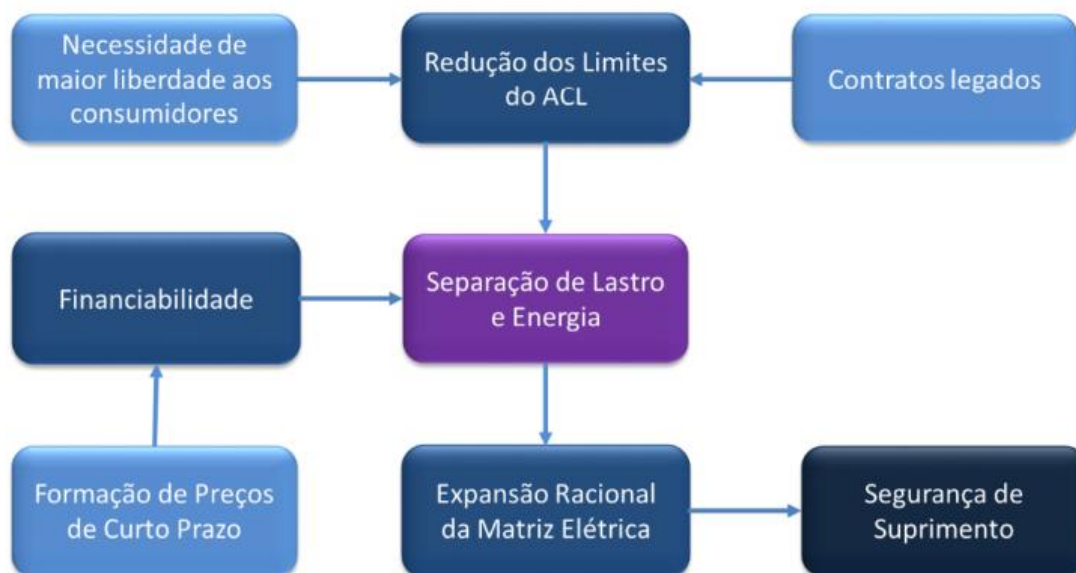 Necessidade de
maior liberdade aos
consumidores
Redução dos Limites
do ACL
Contratos legados
Financiabilidade
Separação de Lastro
e Energia
Formação de Preços
de Curto Prazo
Expansão Racional
da Matriz Elétrica
Segurança de
Suprimento